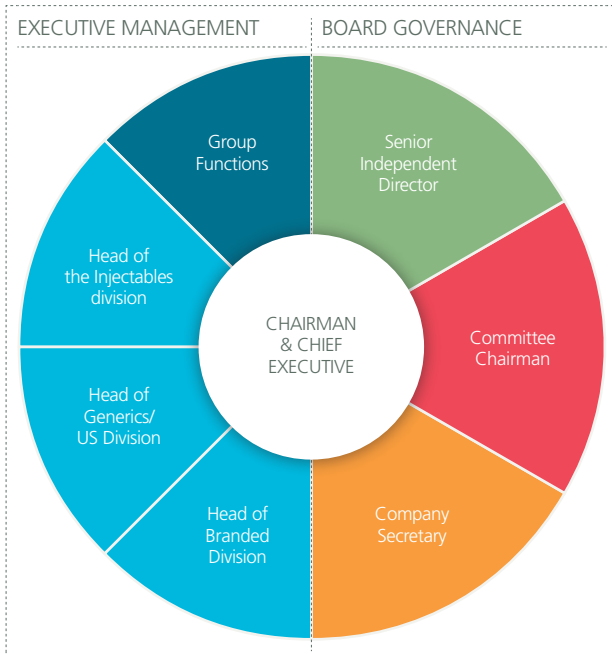 EXECUTIVE MANAGEMENT
BOARD GOVERNANCE
Group
Functions
Senior
Independent
Director
Head of
the Injectables
division
CHAIRMAN
& CHIEF
EXECUTIVE
Committee
Chairman
Head of
Generics/
US Division
Head of
Branded
Division
Company
Secretary